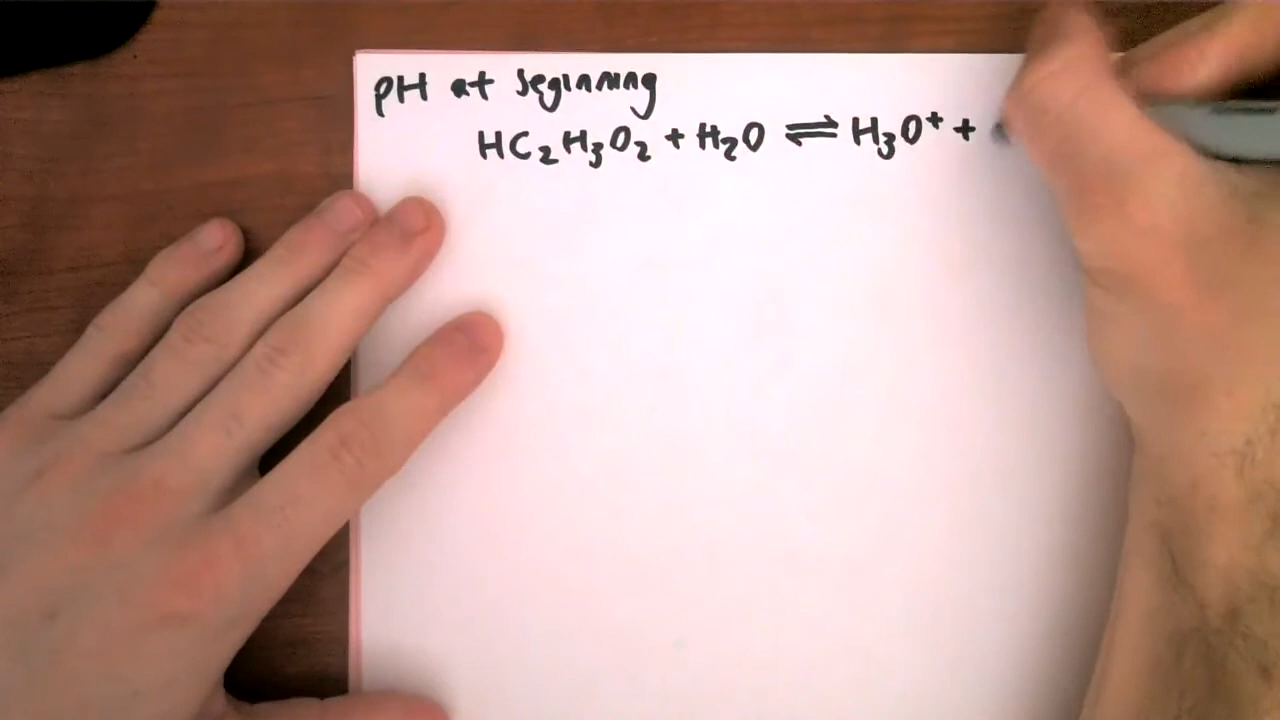 pH at beginning
HC₂H₃O₂ + H₂O ⇌ H₃O⁺ +